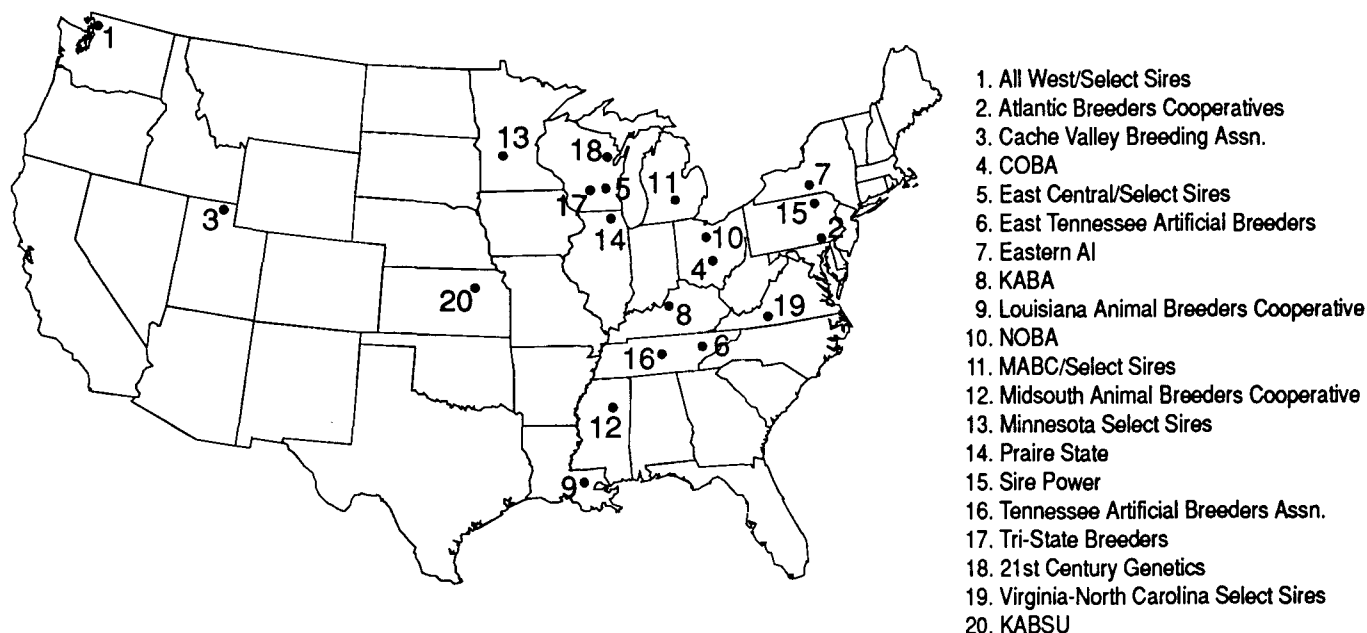 1
2
3
4
5
6
7
8
9
10
11
12
13
14
15
16
17
18
19
20
1. All West/Select Sires
2. Atlantic Breeders Cooperatives
3. Cache Valley Breeding Assn.
4. COBA
5. East Central/Select Sires
6. East Tennessee Artificial Breeders
7. Eastern AI
8. KABA
9. Louisiana Animal Breeders Cooperative
10. NOBA
11. MABC/Select Sires
12. Midsouth Animal Breeders Cooperative
13. Minnesota Select Sires
14. Praire State
15. Sire Power
16. Tennessee Artificial Breeders Assn.
17. Tri-State Breeders
18. 21st Century Genetics
19. Virginia-North Carolina Select Sires
20. KABSU